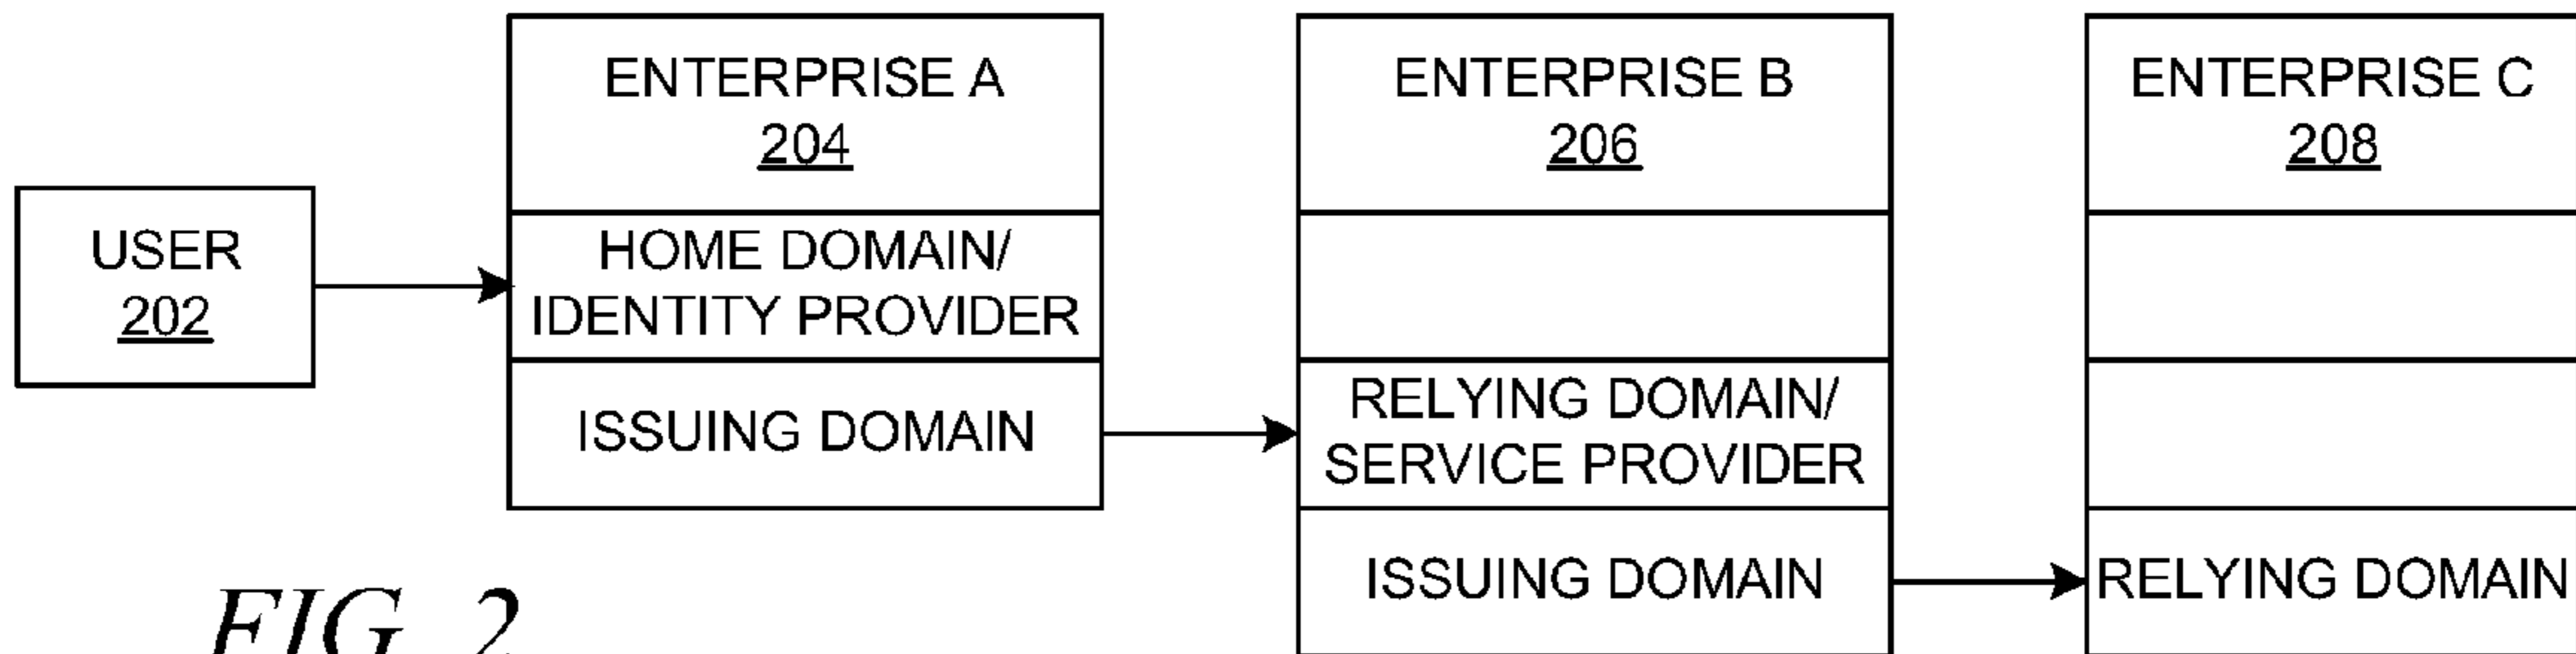 USER
202
ENTERPRISE A
204
HOME DOMAIN/
IDENTITY PROVIDER
ISSUING DOMAIN
ENTERPRISE B
206
RELYING DOMAIN/
SERVICE PROVIDER
ISSUING DOMAIN
ENTERPRISE C
208
RELYING DOMAIN
FIG. 2